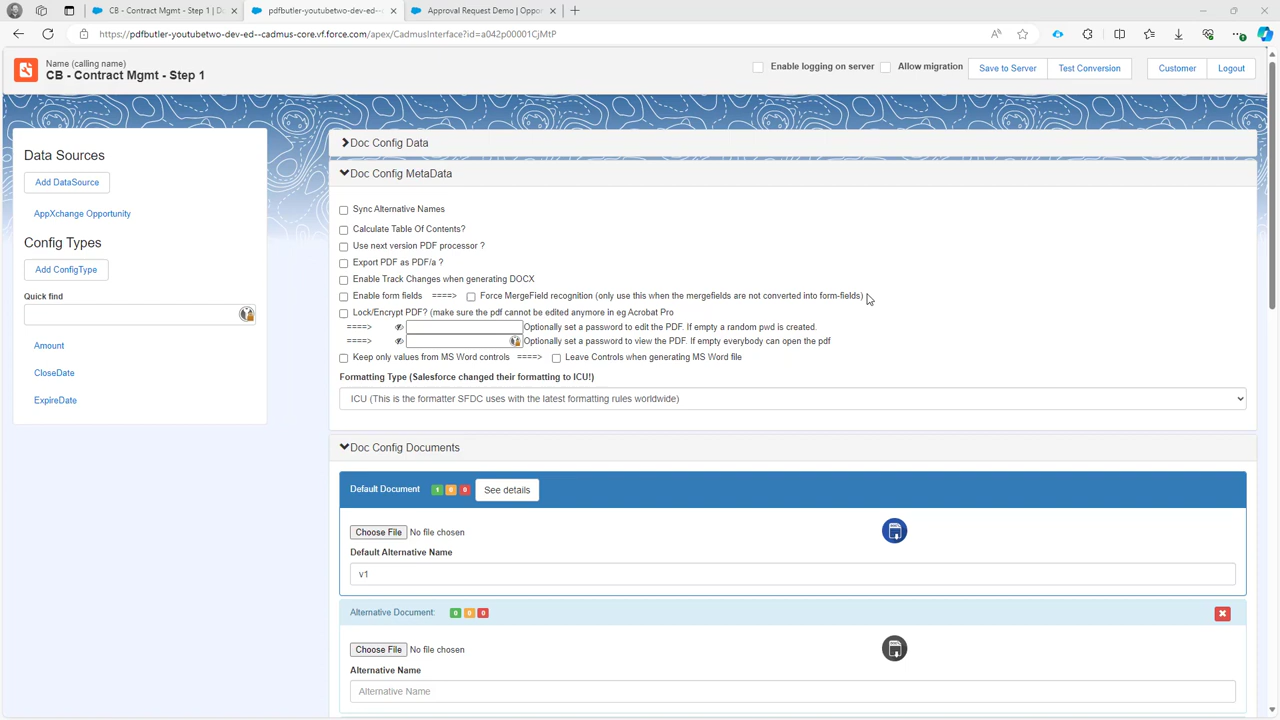 CB - Contract Mgmt - Step 1 | D
pdfbutler-youtubetwo-dev-ed--
Approval Request Demo | Oppor
https://pdfbutler-youtubetwo-dev-ed--cadmus-core.vf.force.com/apex/CadmusInterface?id=a042p00001CjMtP
Name (calling name)
CB - Contract Mgmt - Step 1
Enable logging on server
Allow migration
Save to Server
Test Conversion
Customer
Logout
Data Sources
Add DataSource
AppXchange Opportunity
Config Types
Add ConfigType
Quick find
Amount
CloseDate
ExpireDate
Doc Config Data
Doc Config MetaData
Sync Alternative Names
Calculate Table Of Contents?
Use next version PDF processor ?
Export PDF as PDF/a ?
Enable Track Changes when generating DOCX
Enable form fields ====> Force MergeField recognition (only use this when the mergefields are not converted into form-fields)
Lock/Encrypt PDF? (make sure the pdf cannot be edited anymore in eg Acrobat Pro
====> Optionally set a password to edit the PDF. If empty a random pwd is created.
====> Optionally set a password to view the PDF. If empty everybody can open the pdf
Keep only values from MS Word controls ====> Leave Controls when generating MS Word file
Formatting Type (Salesforce changed their formatting to ICU!)
ICU (This is the formatter SFDC uses with the latest formatting rules worldwide)
Doc Config Documents
Default Document 1 0 0 See details
Choose File No file chosen
Default Alternative Name
v1
Alternative Document: 0 0 0
Choose File No file chosen
Alternative Name
Alternative Name